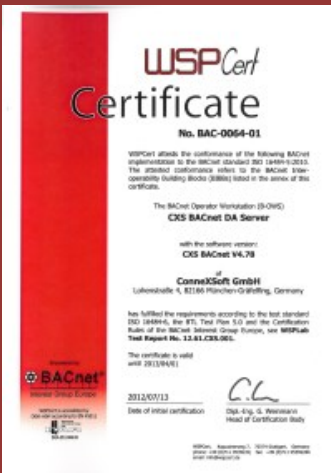 WSPCert
Certificate
No. BAC-0064-01
WSPCert attests the conformance of the following BACnet
implementation to the BACnet standard ISO 16484-5:2010.
The attested conformance refers to the BACnet Inter-
operability Building Blocks (BIBBs) listed in the annex of this
certificate.
The BACnet Operator Workstation (B-OWS)
CXS BACnet DA Server
with the software version:
CXS BACnet V4.78
of
ConneXSoft GmbH
82166 München-Gräfelfing, Germany
has fulfilled the requirements according to the test standard
ISO 16484-6, the BTL Test Plan 5.0 and the Certification
Rules of the BACnet Interest Group Europe, see WSPLab
Test Report No. 12.61.CXS.001.
The certificate is valid
until 2013/04/01
BACnet
Interest Group Europe
2012/07/13
Date of initial certification
Dipl.-Ing. G. Weinmann
Head of Certification Body